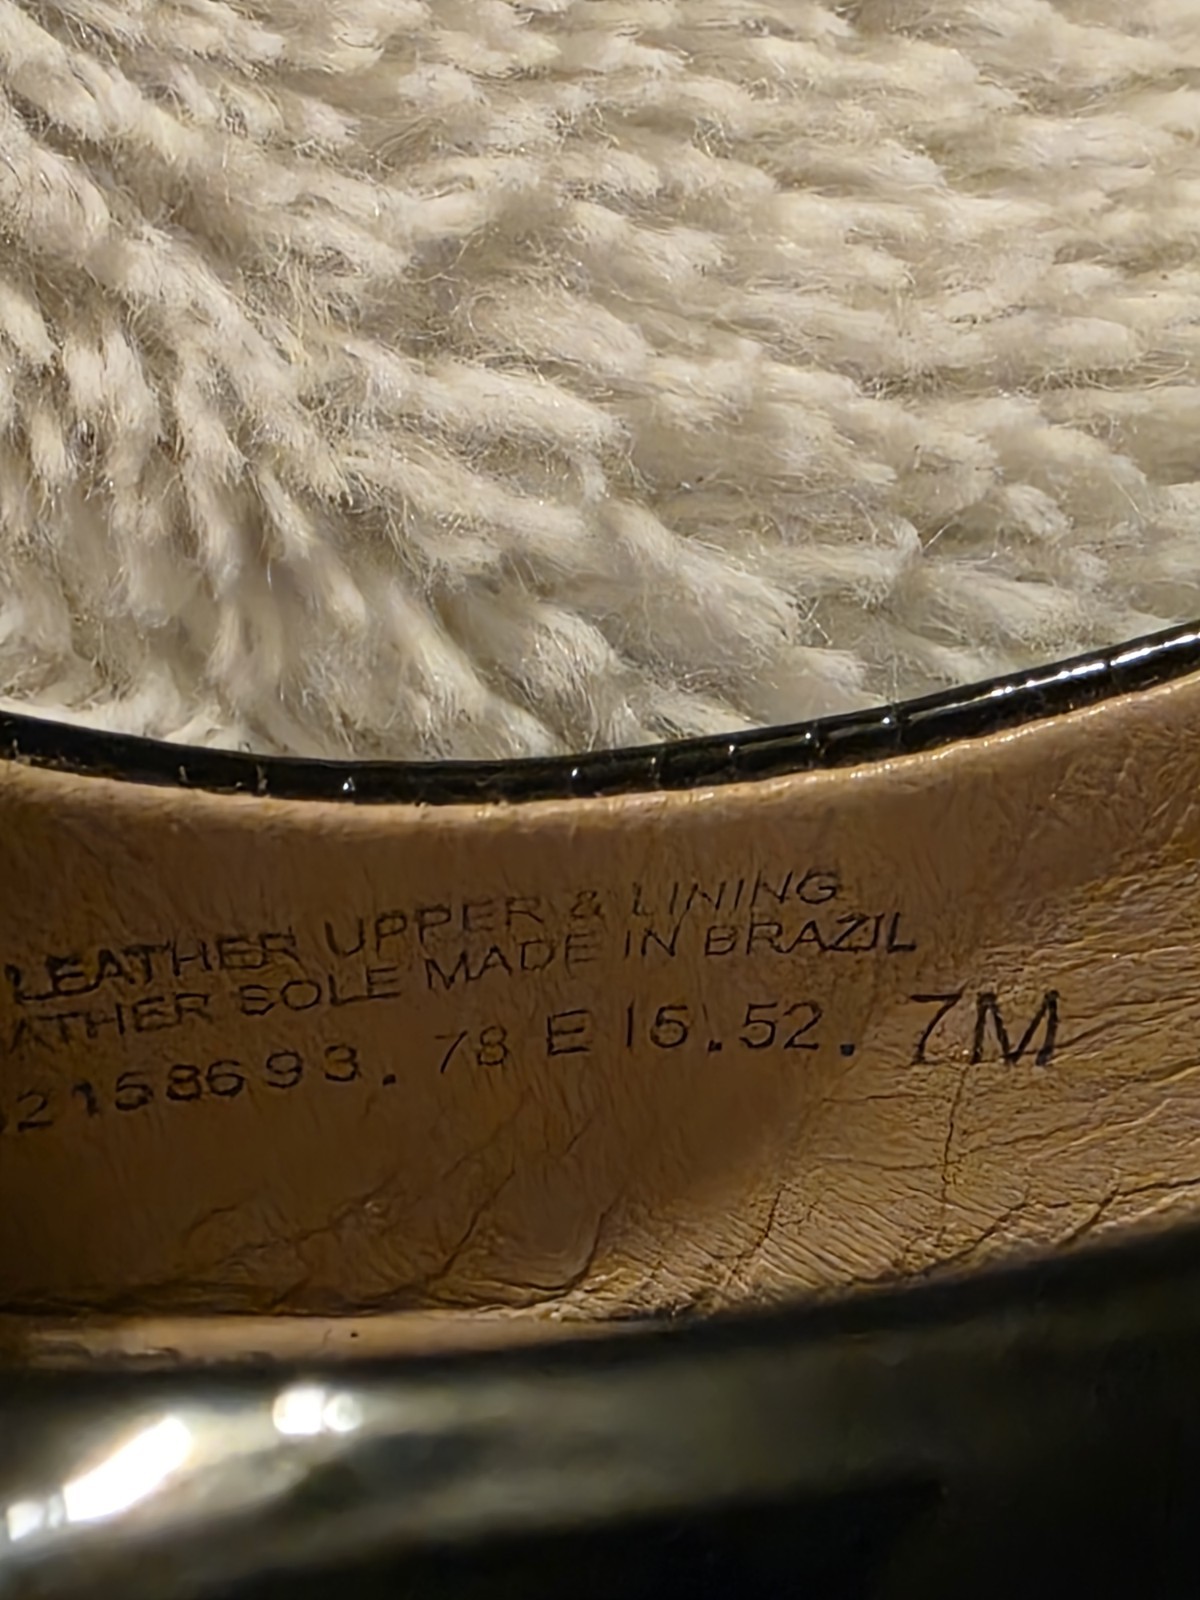 LEATHER UPPER & LINING
ATHER SOLE MADE IN BRAZIL
2158693. 78 E 15.52. 7M